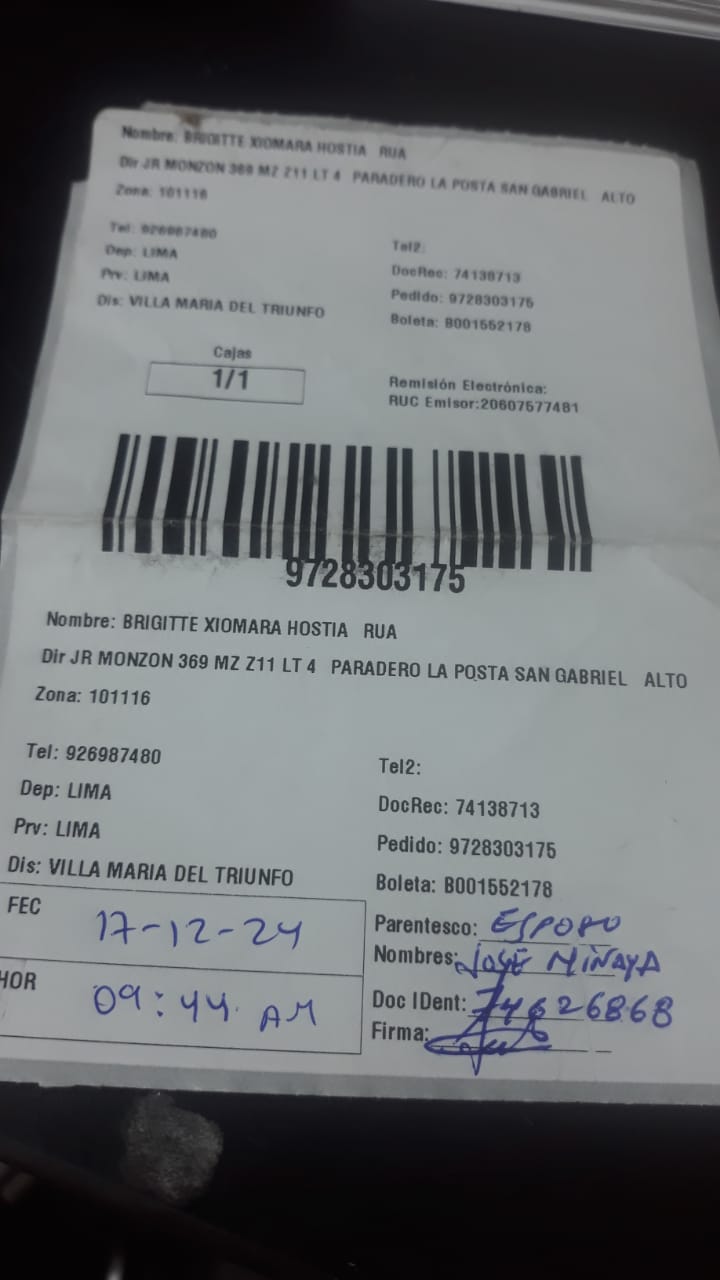 Nombre: BRIGITTE XIOMARA HOSTIA RUA
Dir JR MONZON 369 MZ Z11 LT 4 PARADERO LA POSTA SAN GABRIEL ALTO
Zona: 101116
Tel: 926987480
Tel2:
Dep: LIMA
DocRec: 74138713
Prv: LIMA
Pedido: 9728303175
Dis: VILLA MARIA DEL TRIUNFO
Boleta: B001552178
Cajas
1/1
Remisión Electrónica:
RUC Emisor:20607577481
9728303175
Nombre: BRIGITTE XIOMARA HOSTIA RUA
Dir JR MONZON 369 MZ Z11 LT 4 PARADERO LA POSTA SAN GABRIEL ALTO
Zona: 101116
Tel: 926987480
Tel2:
Dep: LIMA
DocRec: 74138713
Prv: LIMA
Pedido: 9728303175
Dis: VILLA MARIA DEL TRIUNFO
Boleta: B001552178
FEC 17-12-24
Parentesco: ESPOSO
Nombres: JOSÉ MIÑAYA
HOR 09:44 AM
Doc IDent: 74626868
Firma: